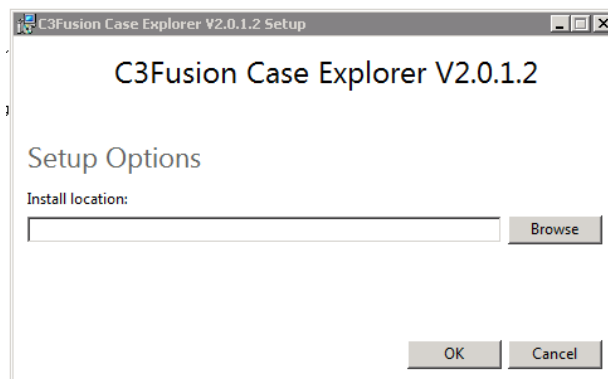 C3Fusion Case Explorer V2.0.1.2 Setup
C3Fusion Case Explorer V2.0.1.2
Setup Options
Install location:
Browse
OK Cancel